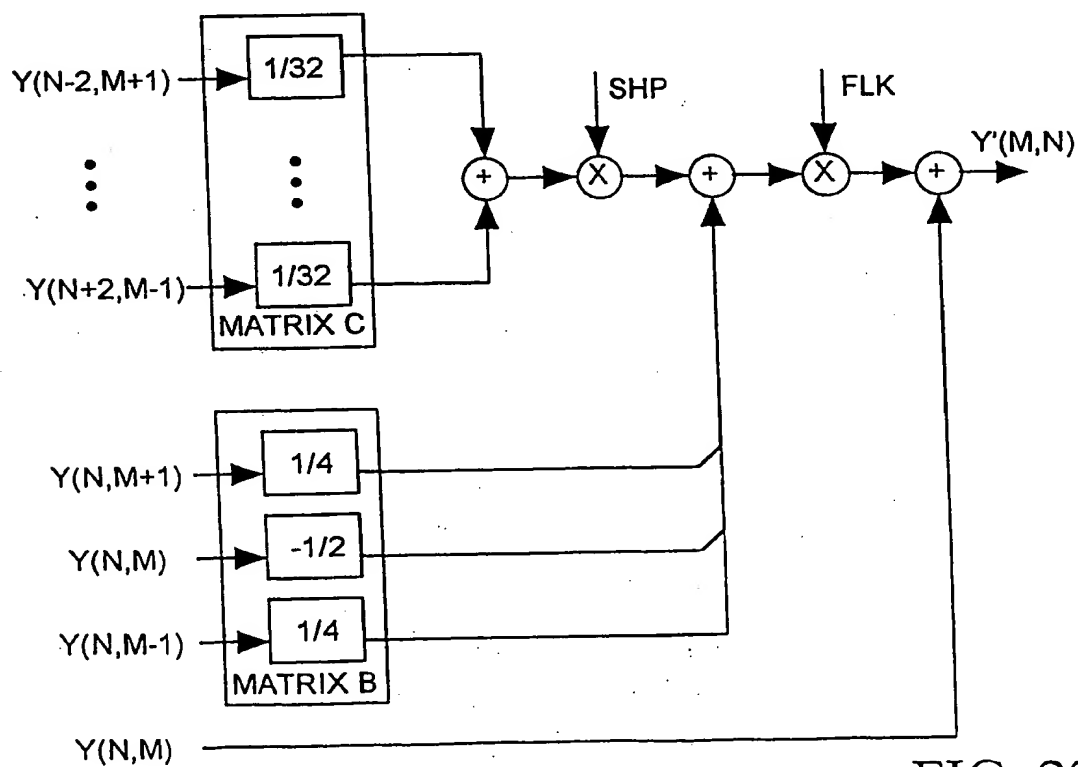 Y(N-2,M+1)
1/32
SHP
FLK
Y'(M,N)
+
X
+
X
+
Y(N+2,M-1)
1/32
MATRIX C
Y(N,M+1)
1/4
Y(N,M)
-1/2
Y(N,M-1)
1/4
MATRIX B
Y(N,M)